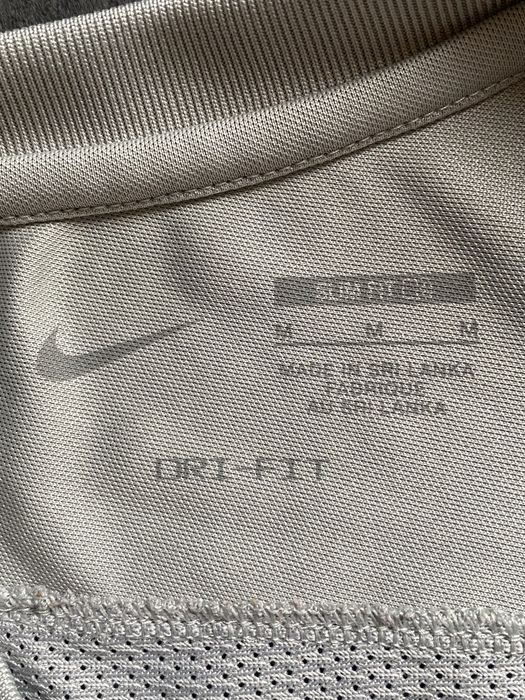 M M M
MADE IN SRI LANKA
FABRIQUE
AU SRI LANKA
DRI-FIT